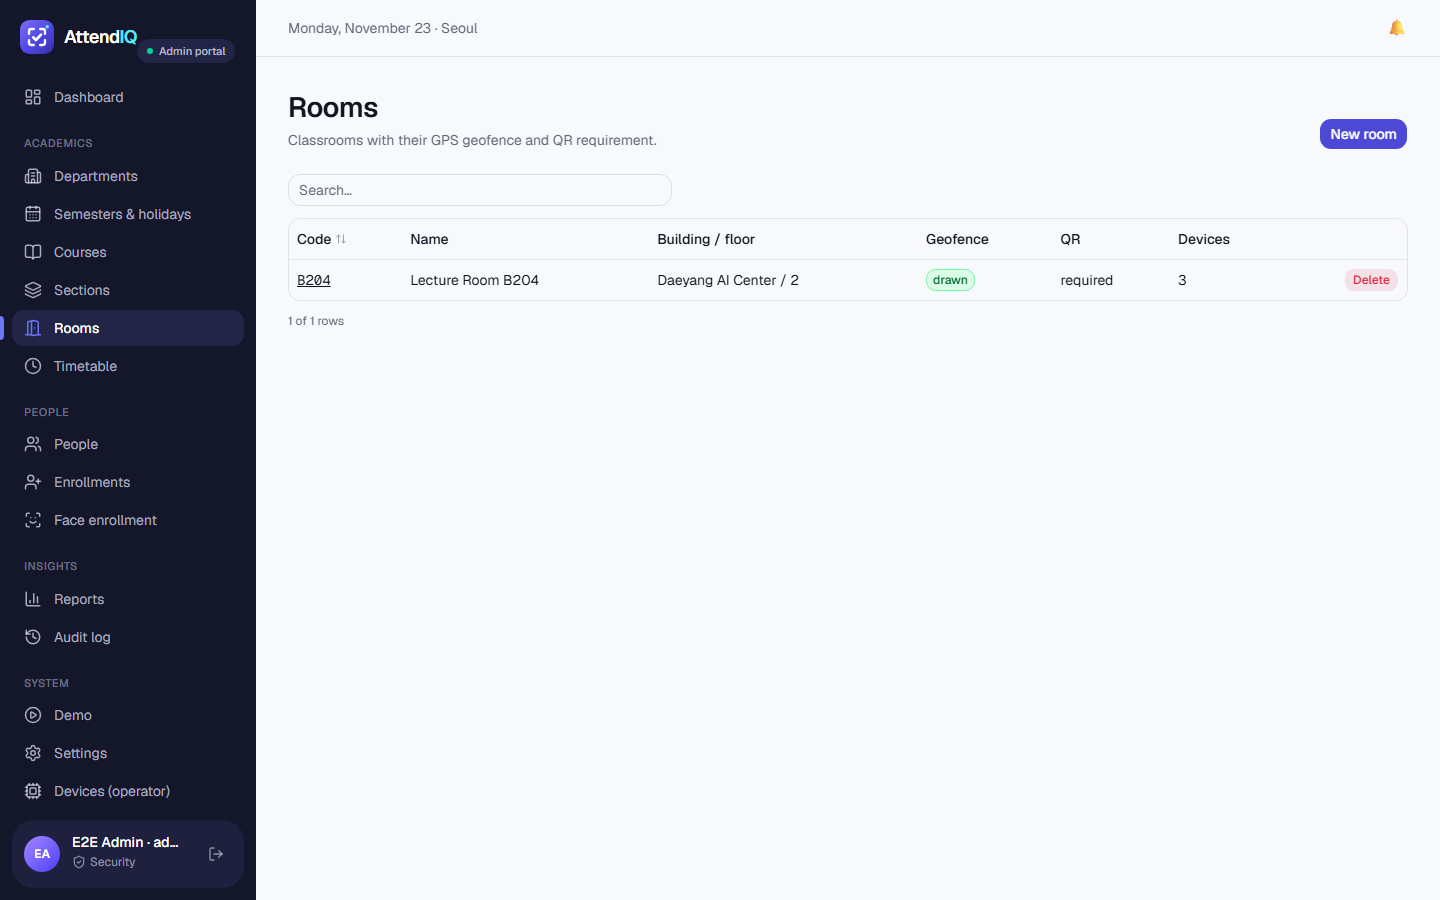 AttendIQ
Admin portal
Dashboard
ACADEMICS
Departments
Semesters & holidays
Courses
Sections
Rooms
Timetable
PEOPLE
People
Enrollments
Face enrollment
INSIGHTS
Reports
Audit log
SYSTEM
Demo
Settings
Devices (operator)
EA
E2E Admin · ad...
Security
Monday, November 23 · Seoul
Rooms
Classrooms with their GPS geofence and QR requirement.
New room
Search...
Code Name Building / floor Geofence QR Devices
B204 Lecture Room B204 Daeyang AI Center / 2 drawn required 3 Delete
1 of 1 rows